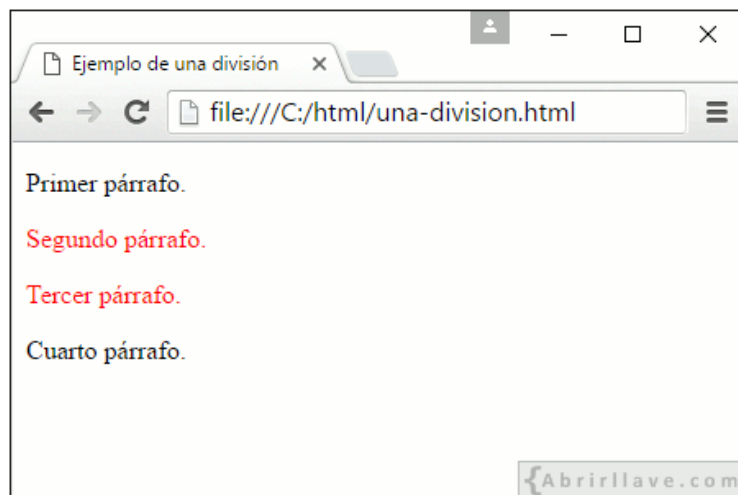 Ejemplo de una división
file:///C:/html/una-division.html
Primer párrafo.
Segundo párrafo.
Tercer párrafo.
Cuarto párrafo.
{Abrirllave.com